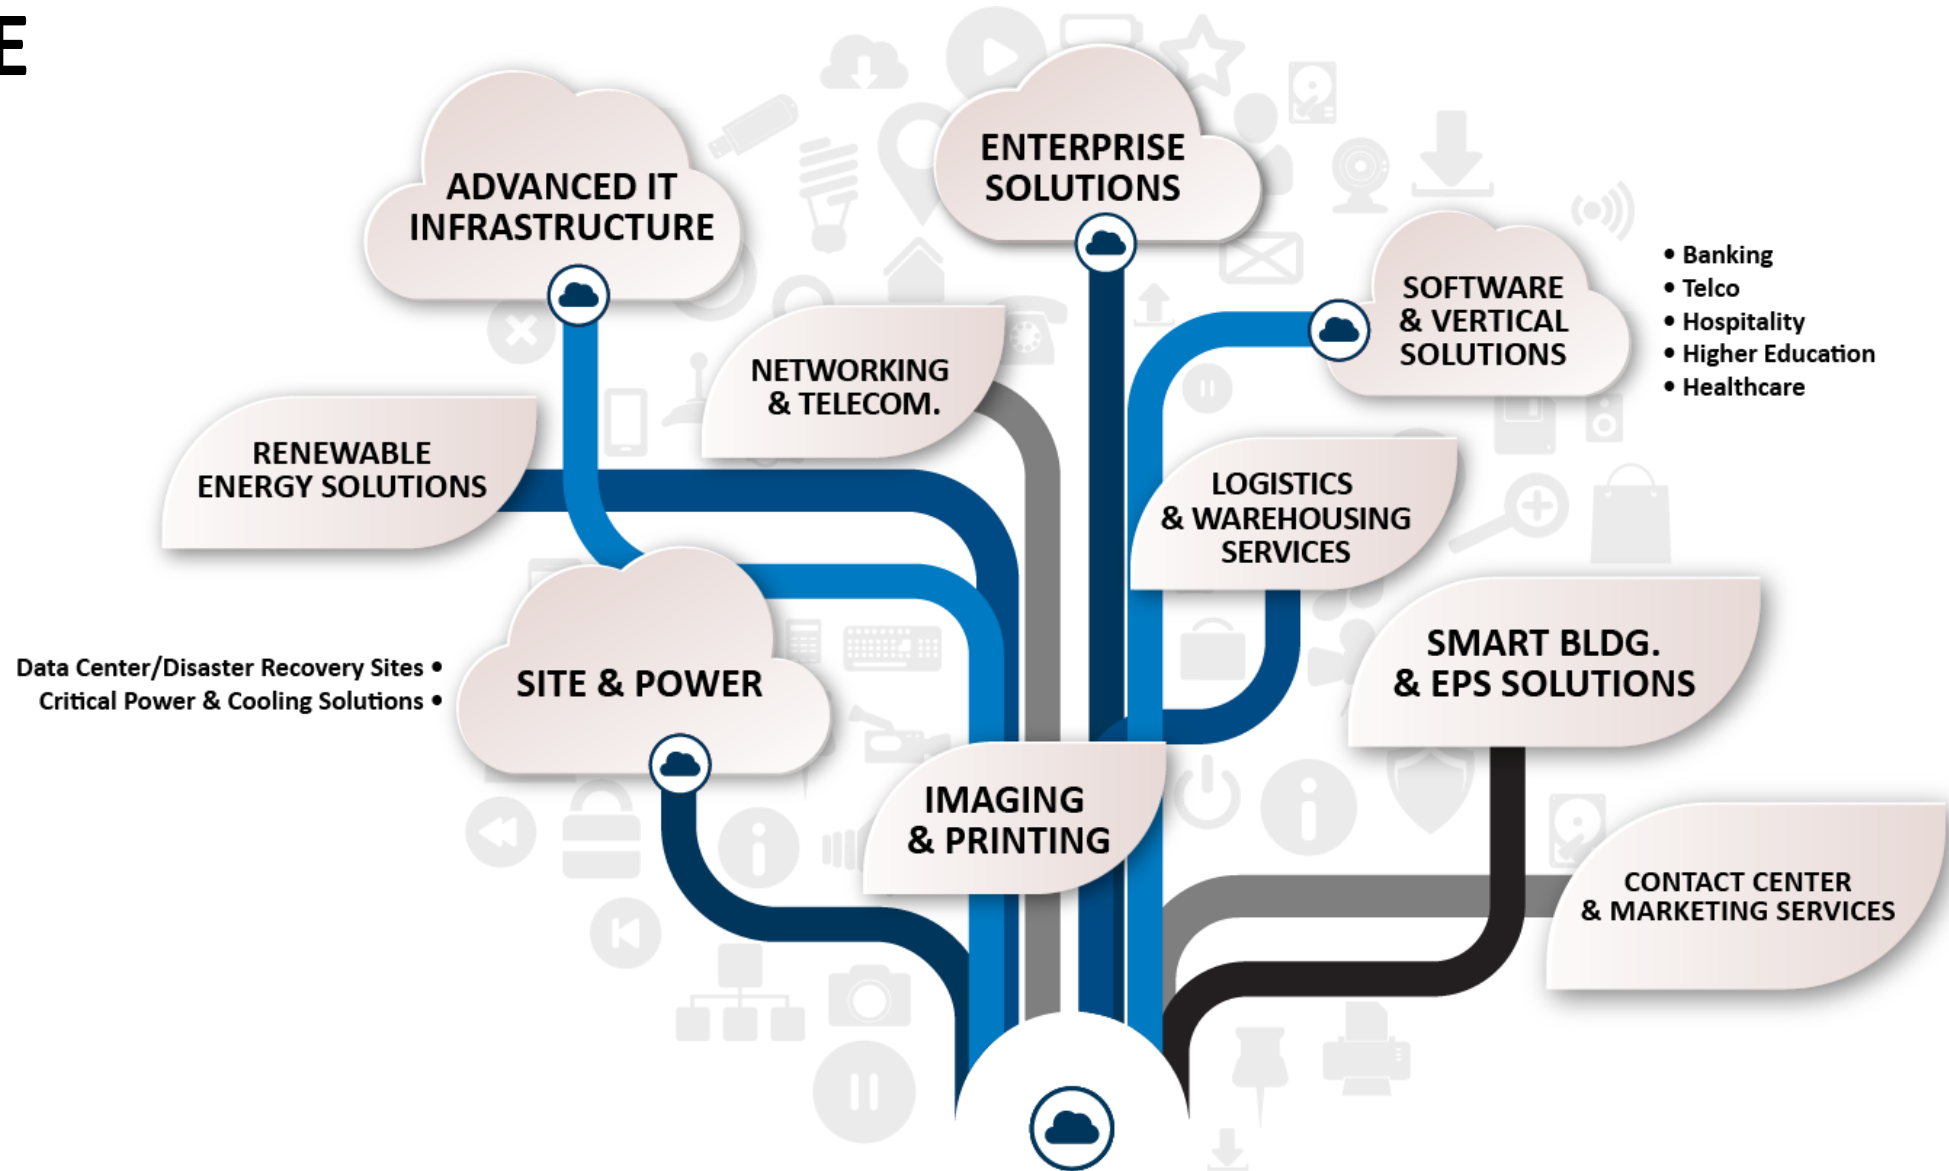 E
ADVANCED IT
INFRASTRUCTURE
ENTERPRISE
SOLUTIONS
SOFTWARE
& VERTICAL
SOLUTIONS
• Banking
• Telco
• Hospitality
• Higher Education
• Healthcare
NETWORKING
& TELECOM.
RENEWABLE
ENERGY SOLUTIONS
LOGISTICS
& WAREHOUSING
SERVICES
SMART BLDG.
& EPS SOLUTIONS
Data Center/Disaster Recovery Sites •
Critical Power & Cooling Solutions •
SITE & POWER
IMAGING
& PRINTING
CONTACT CENTER
& MARKETING SERVICES